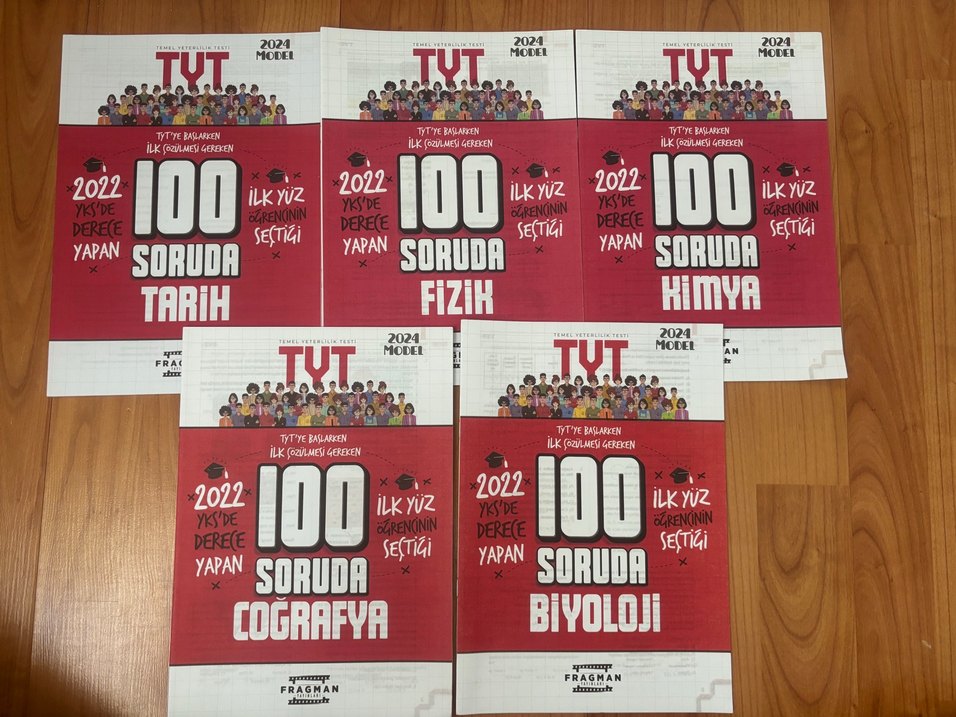 TEMEL YETERLİLİK TESTİ
2024
MODEL
TYT
TYT'YE BAŞLARKEN
İLK ÇÖZÜLMESİ GEREKEN
2022
YKS'DE
DERECE
YAPAN
100
İLK YÜZ
ÖĞRENCİNİN
SEÇTİĞİ
SORUDA
TARİH
FRAGMAN
TEMEL YETERLİLİK TESTİ
2024
MODEL
TYT
TYT'YE BAŞLARKEN
İLK ÇÖZÜLMESİ GEREKEN
2022
YKS'DE
DERECE
YAPAN
100
İLK YÜZ
ÖĞRENCİNİN
SEÇTİĞİ
SORUDA
FİZİK
TEMEL YETERLİLİK TESTİ
2024
MODEL
TYT
TYT'YE BAŞLARKEN
İLK ÇÖZÜLMESİ GEREKEN
2022
YKS'DE
DERECE
YAPAN
100
İLK YÜZ
ÖĞRENCİNİN
SEÇTİĞİ
SORUDA
KİMYA
TEMEL YETERLİLİK TESTİ
2024
MODEL
TYT
TYT'YE BAŞLARKEN
İLK ÇÖZÜLMESİ GEREKEN
2022
YKS'DE
DERECE
YAPAN
100
İLK YÜZ
ÖĞRENCİNİN
SEÇTİĞİ
SORUDA
COĞRAFYA
FRAGMAN
YAYINLARI
TEMEL YETERLİLİK TESTİ
2024
MODEL
TYT
TYT'YE BAŞLARKEN
İLK ÇÖZÜLMESİ GEREKEN
2022
YKS'DE
DERECE
YAPAN
100
İLK YÜZ
ÖĞRENCİNİN
SEÇTİĞİ
SORUDA
BİYOLOJİ
FRAGMAN
YAYINLARI